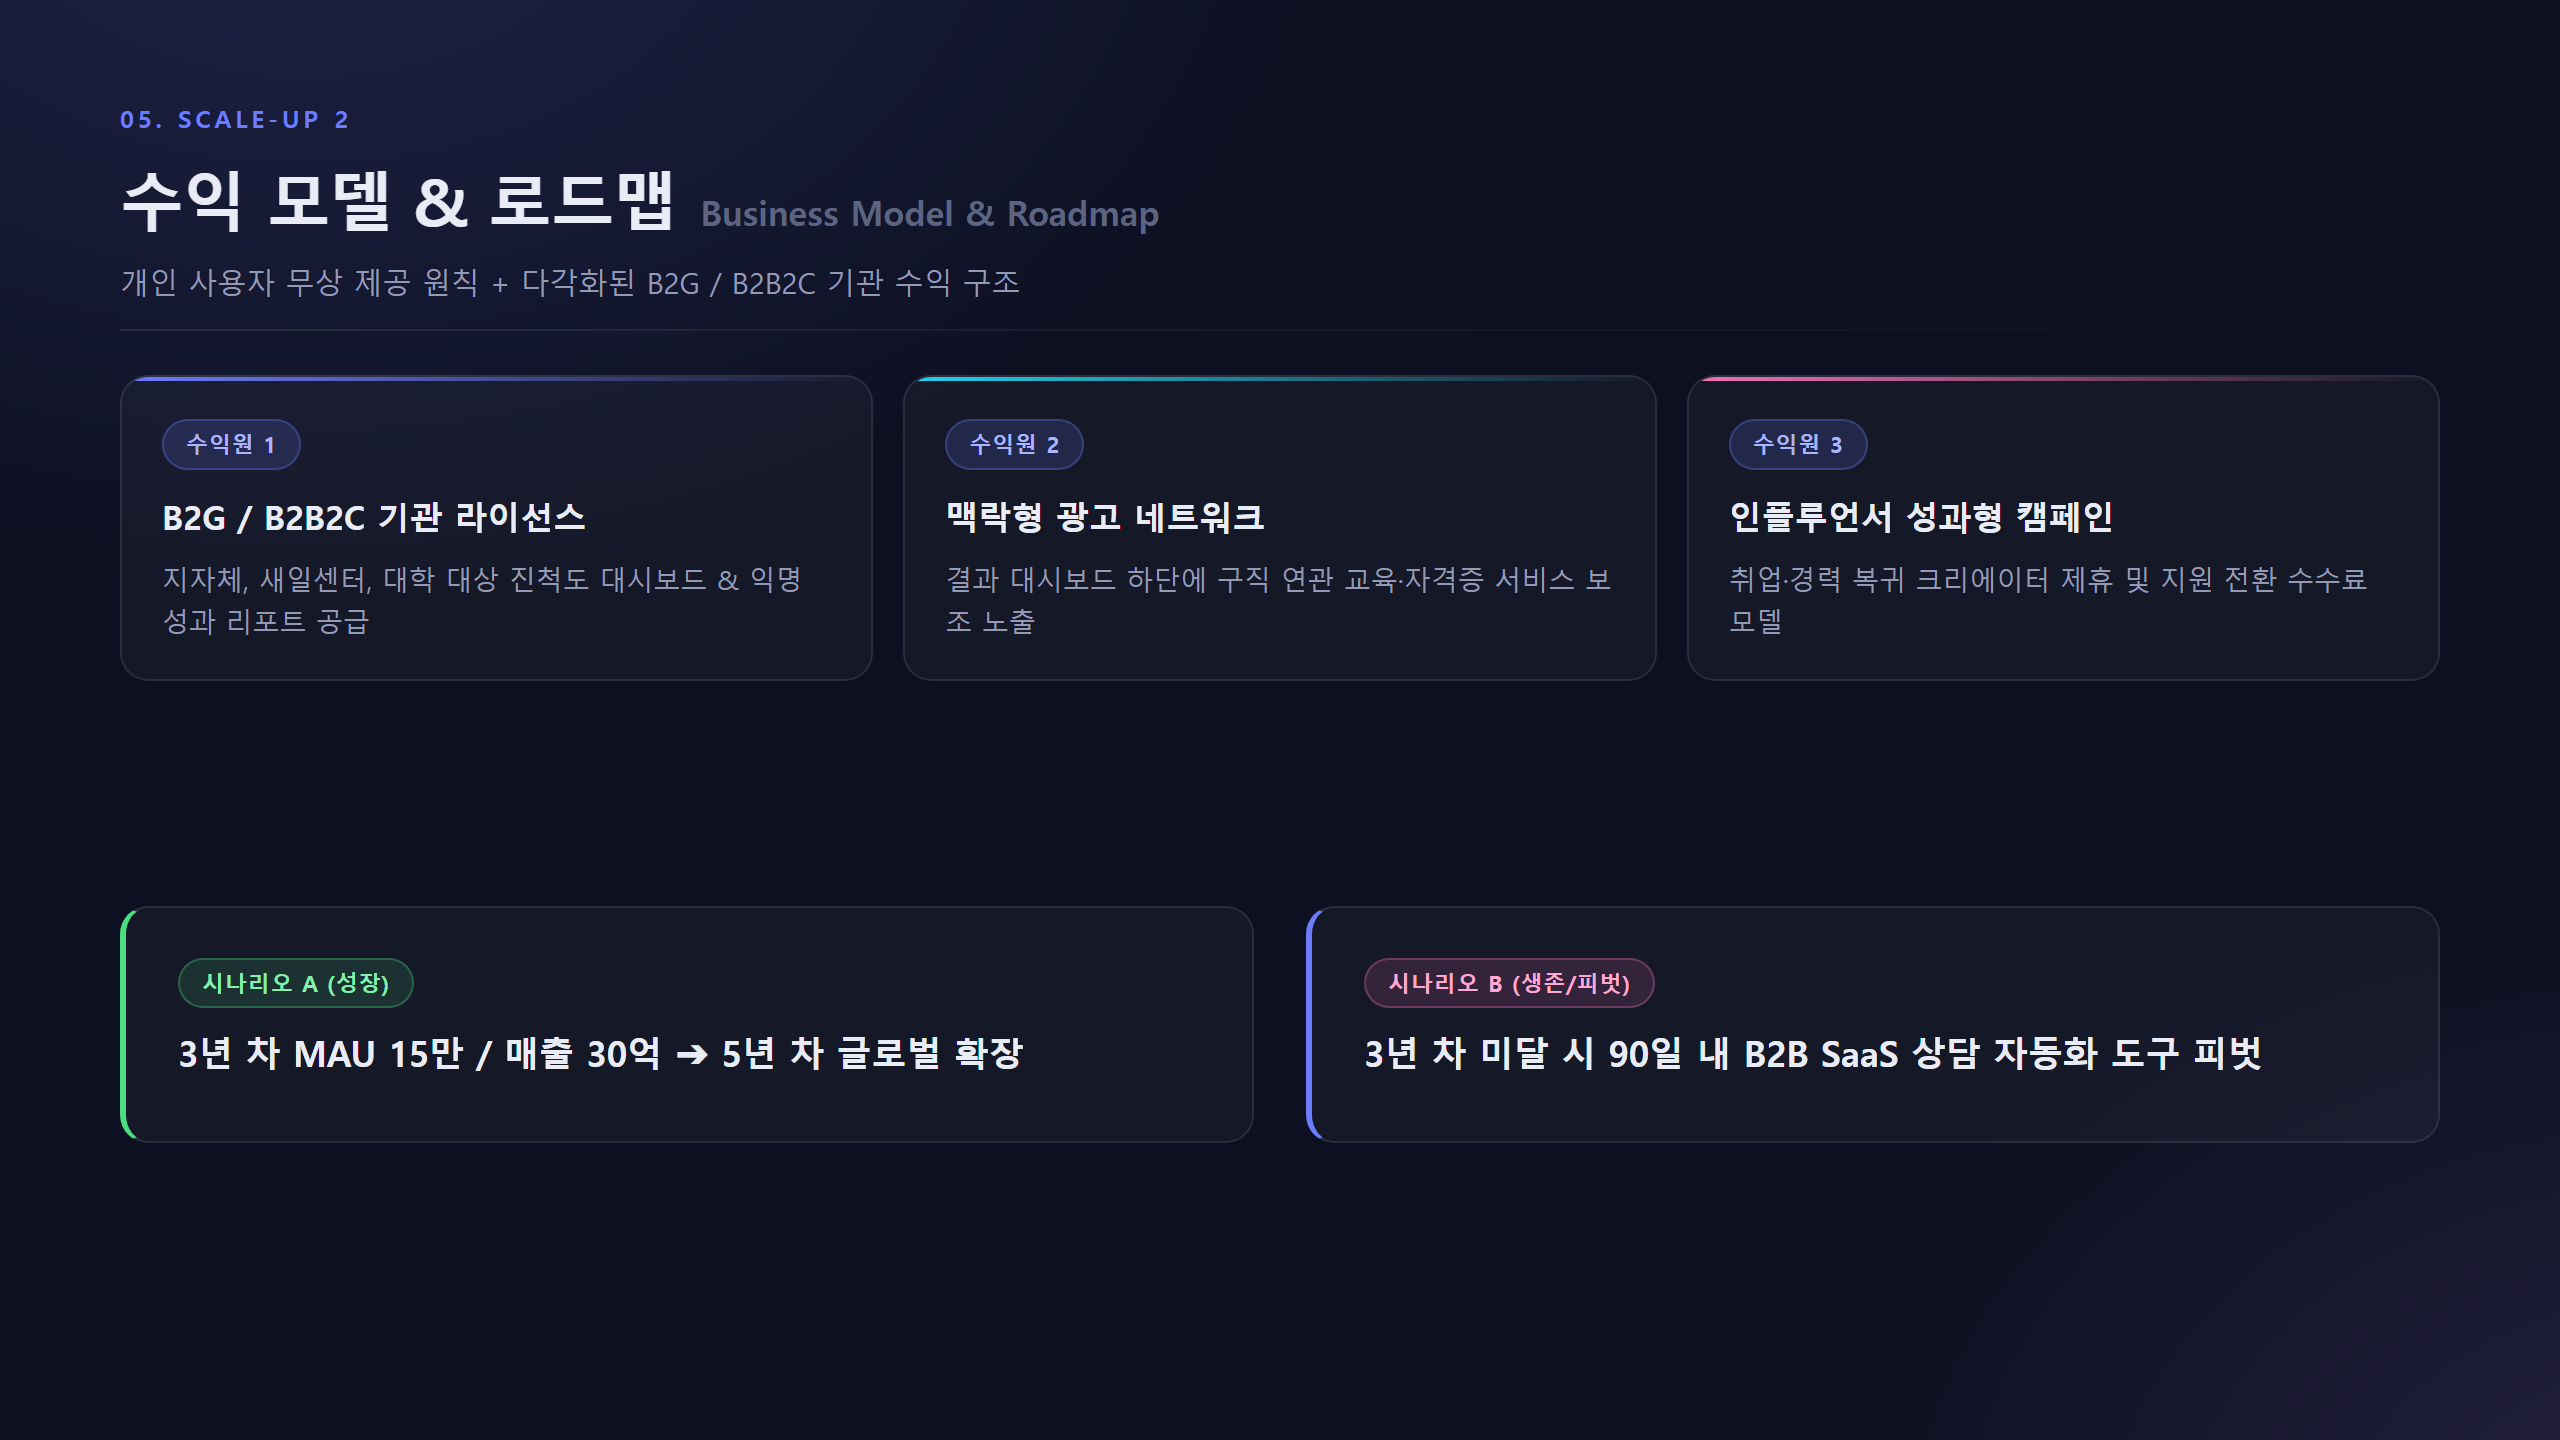 05. SCALE-UP 2
수익 모델 & 로드맵 Business Model & Roadmap
개인 사용자 무상 제공 원칙 + 다각화된 B2G / B2B2C 기관 수익 구조
수익원 1
B2G / B2B2C 기관 라이선스
지자체, 새일센터, 대학 대상 진척도 대시보드 & 익명
성과 리포트 공급
수익원 2
맥락형 광고 네트워크
결과 대시보드 하단에 구직 연관 교육·자격증 서비스 보
조 노출
수익원 3
인플루언서 성과형 캠페인
취업·경력 복귀 크리에이터 제휴 및 지원 전환 수수료
모델
시나리오 A (성장)
3년 차 MAU 15만 / 매출 30억 ➔ 5년 차 글로벌 확장
시나리오 B (생존/피벗)
3년 차 미달 시 90일 내 B2B SaaS 상담 자동화 도구 피벗